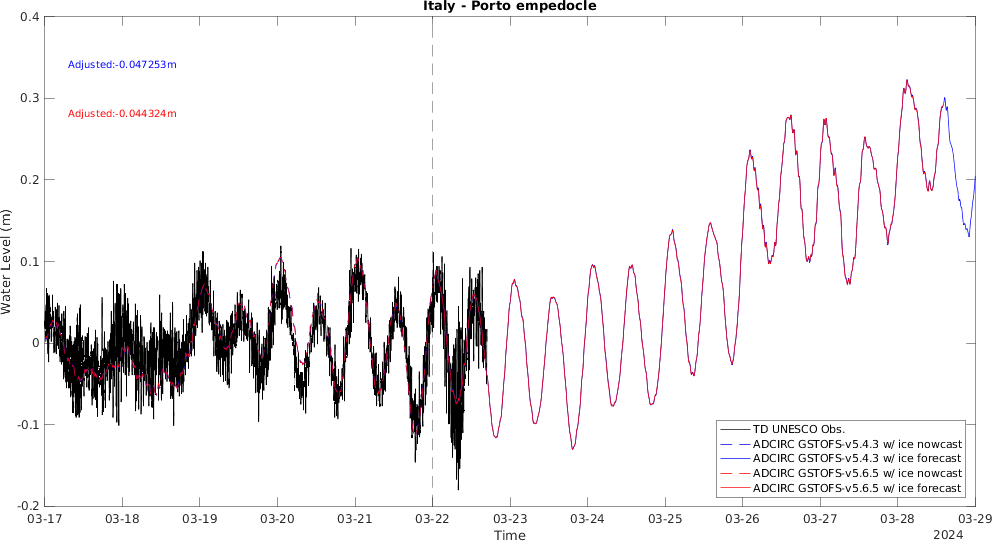 Italy - Porto empedocle
0.4
0.3
0.2
0.1
0
-0.1
-0.2
Water Level (m)
Adjusted:-0.047253m
Adjusted:-0.044324m
TD UNESCO Obs.
ADCIRC GSTOFS-v5.4.3 w/ ice nowcast
ADCIRC GSTOFS-v5.4.3 w/ ice forecast
ADCIRC GSTOFS-v5.6.5 w/ ice nowcast
ADCIRC GSTOFS-v5.6.5 w/ ice forecast
03-17 03-18 03-19 03-20 03-21 03-22 03-23 03-24 03-25 03-26 03-27 03-28 03-29
Time
2024